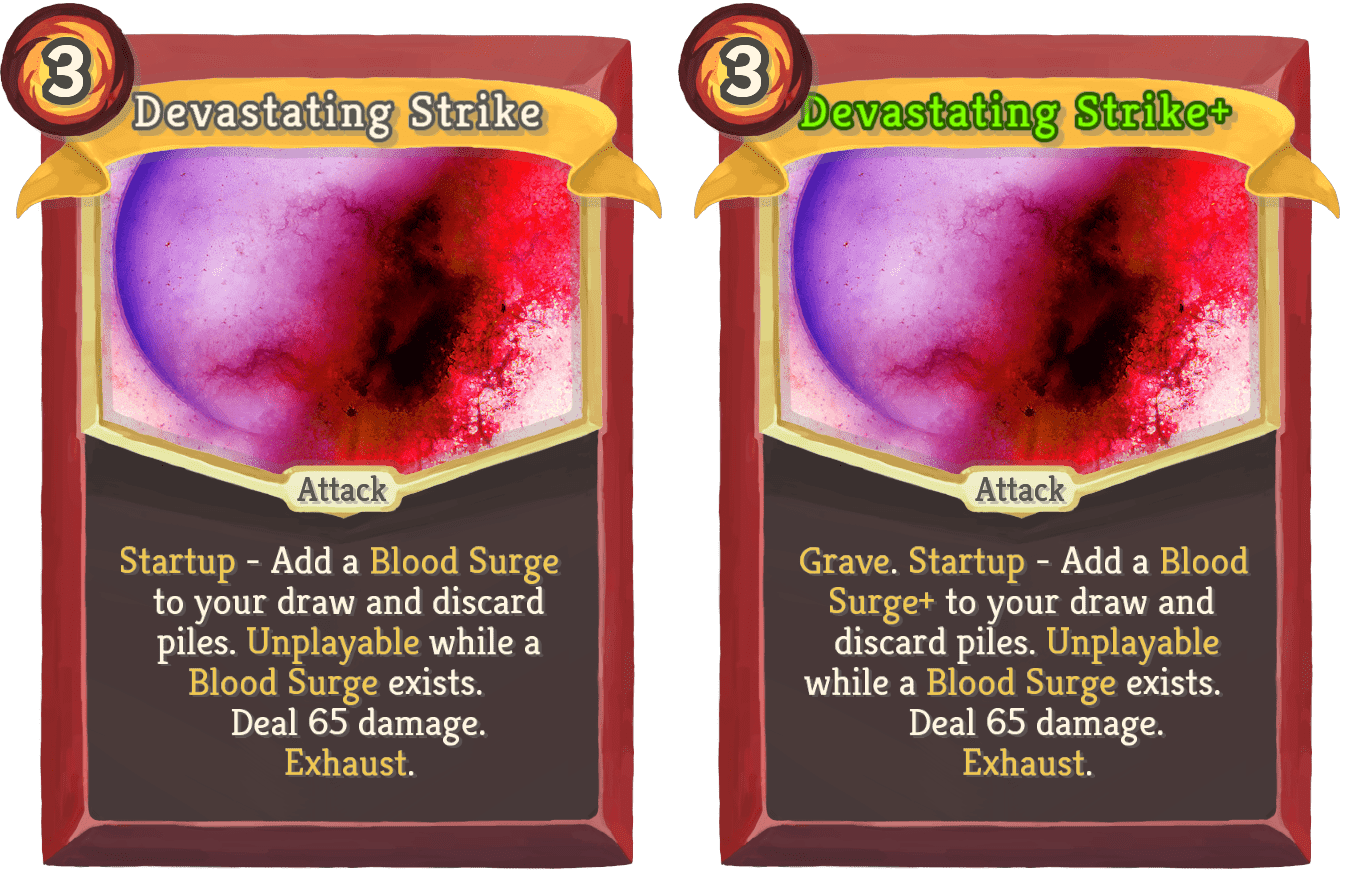 3
Devastating Strike
Attack
Startup - Add a Blood Surge
to your draw and discard
piles. Unplayable while a
Blood Surge exists.
Deal 65 damage.
Exhaust.
3
Devastating Strike+
Attack
Grave. Startup - Add a Blood
Surge+ to your draw and
discard piles. Unplayable
while a Blood Surge exists.
Deal 65 damage.
Exhaust.